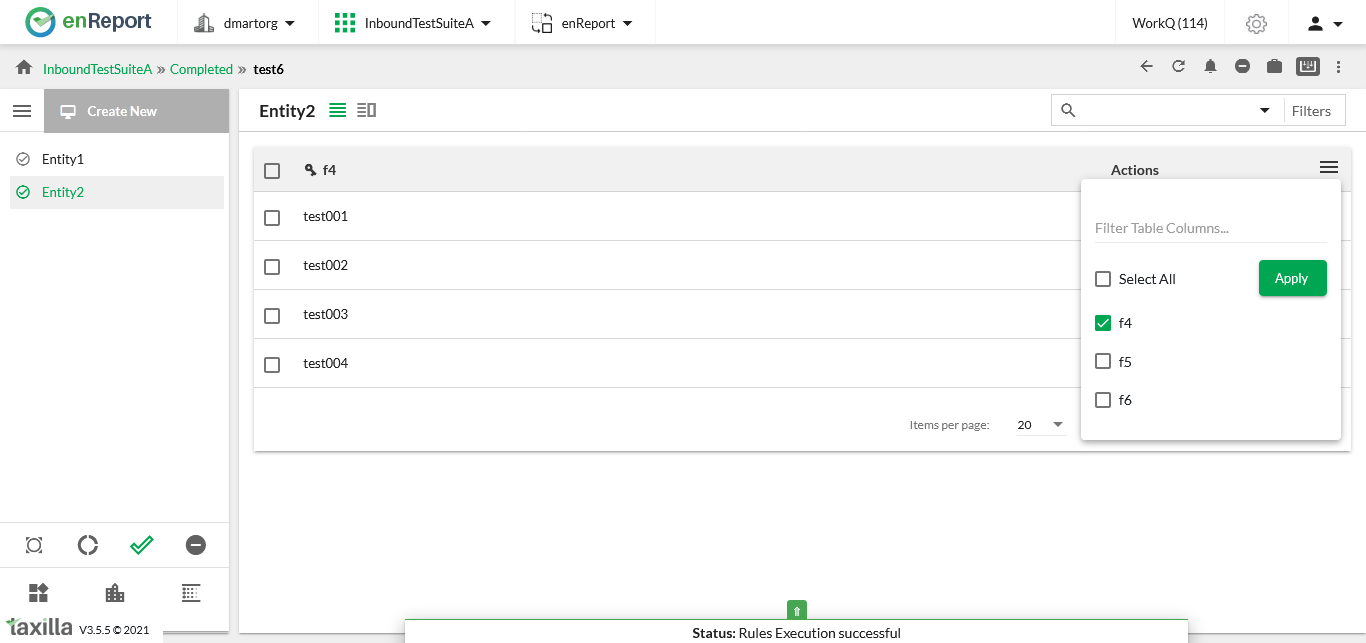 enReport dmartorg InboundTestSuiteA enReport WorkQ (114)
InboundTestSuiteA » Completed » test6
Create New
Entity2
Filters
Entity1
Entity2
f4 Actions
test001
test002
test003
test004
Filter Table Columns...
Select All Apply
f4
f5
f6
Items per page: 20
taxilla V3.5.5 © 2021
Status: Rules Execution successful